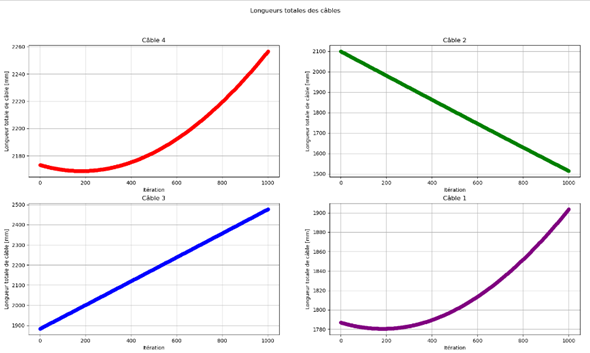 Longueurs totales des câbles
Câble 4
Longueur totale de câble [mm]
2260
2240
2220
2200
2180
0 200 400 600 800 1000
Itération
Câble 2
Longueur totale de câble [mm]
2100
2000
1900
1800
1700
1600
1500
0 200 400 600 800 1000
Itération
Câble 3
Longueur totale de câble [mm]
2500
2400
2300
2200
2100
2000
1900
0 200 400 600 800 1000
Itération
Câble 1
Longueur totale de câble [mm]
1900
1880
1860
1840
1820
1800
1780
0 200 400 600 800 1000
Itération